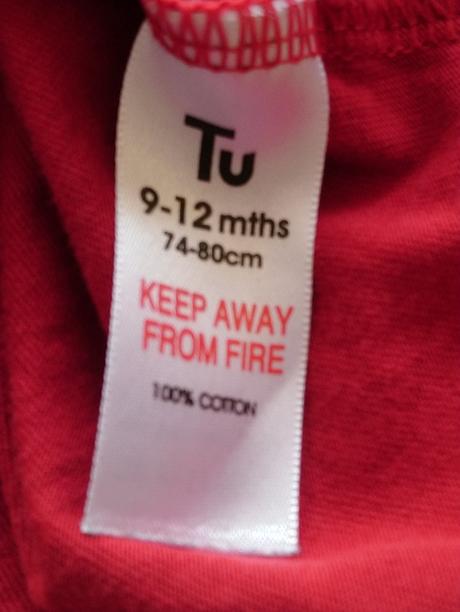 Tu
9-12 mths
74-80cm
KEEP AWAY
FROM FIRE
100% COTTON